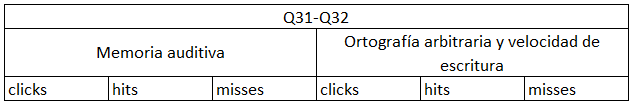 Q31-Q32
Memoria auditiva
Ortografía arbitraria y velocidad de
escritura
clicks hits misses clicks hits misses